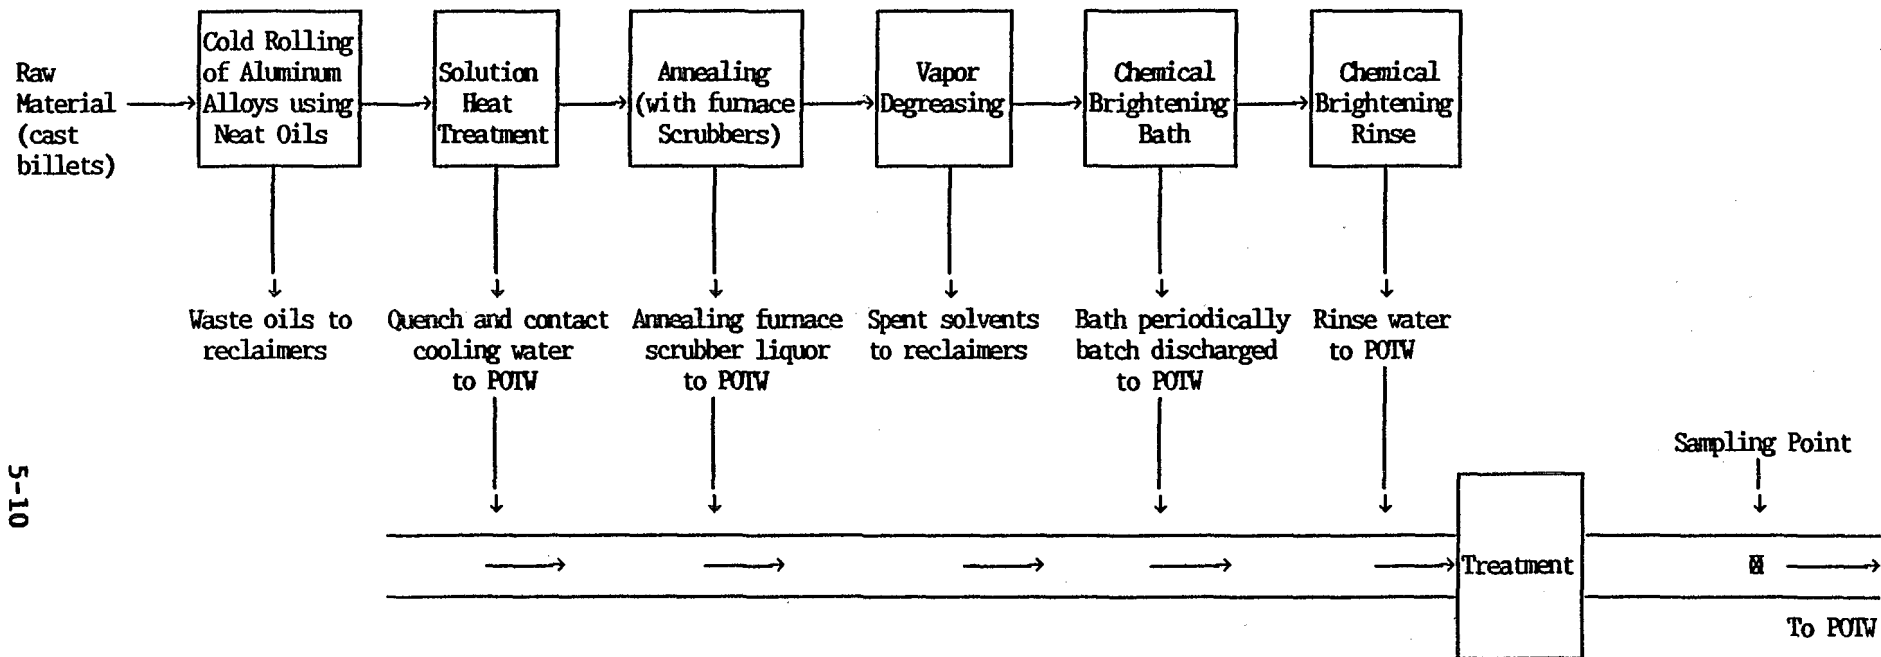 Raw
Material
(cast
billets)
Cold Rolling
of Aluminum
Alloys using
Neat Oils
Solution
Heat
Treatment
Annealing
(with furnace
Scrubbers)
Vapor
Degreasing
Chemical
Brightening
Bath
Chemical
Brightening
Rinse
Waste oils to
reclaimers
Quench and contact
cooling water
to POTW
Annealing furnace
scrubber liquor
to POTW
Spent solvents
to reclaimers
Bath periodically
batch discharged
to POTW
Rinse water
to POTW
Sampling Point
Treatment
To POTW
5-10